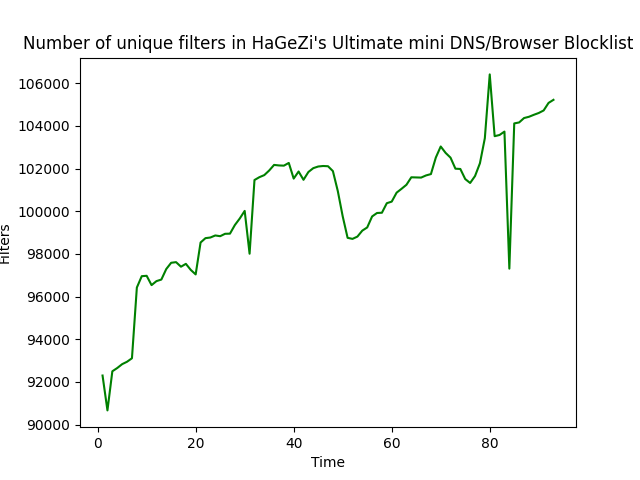 Number of unique filters in HaGeZi's Ultimate mini DNS/Browser Blocklist
106000
104000
102000
100000
98000
96000
94000
92000
90000
Filters
0 20 40 60 80
Time